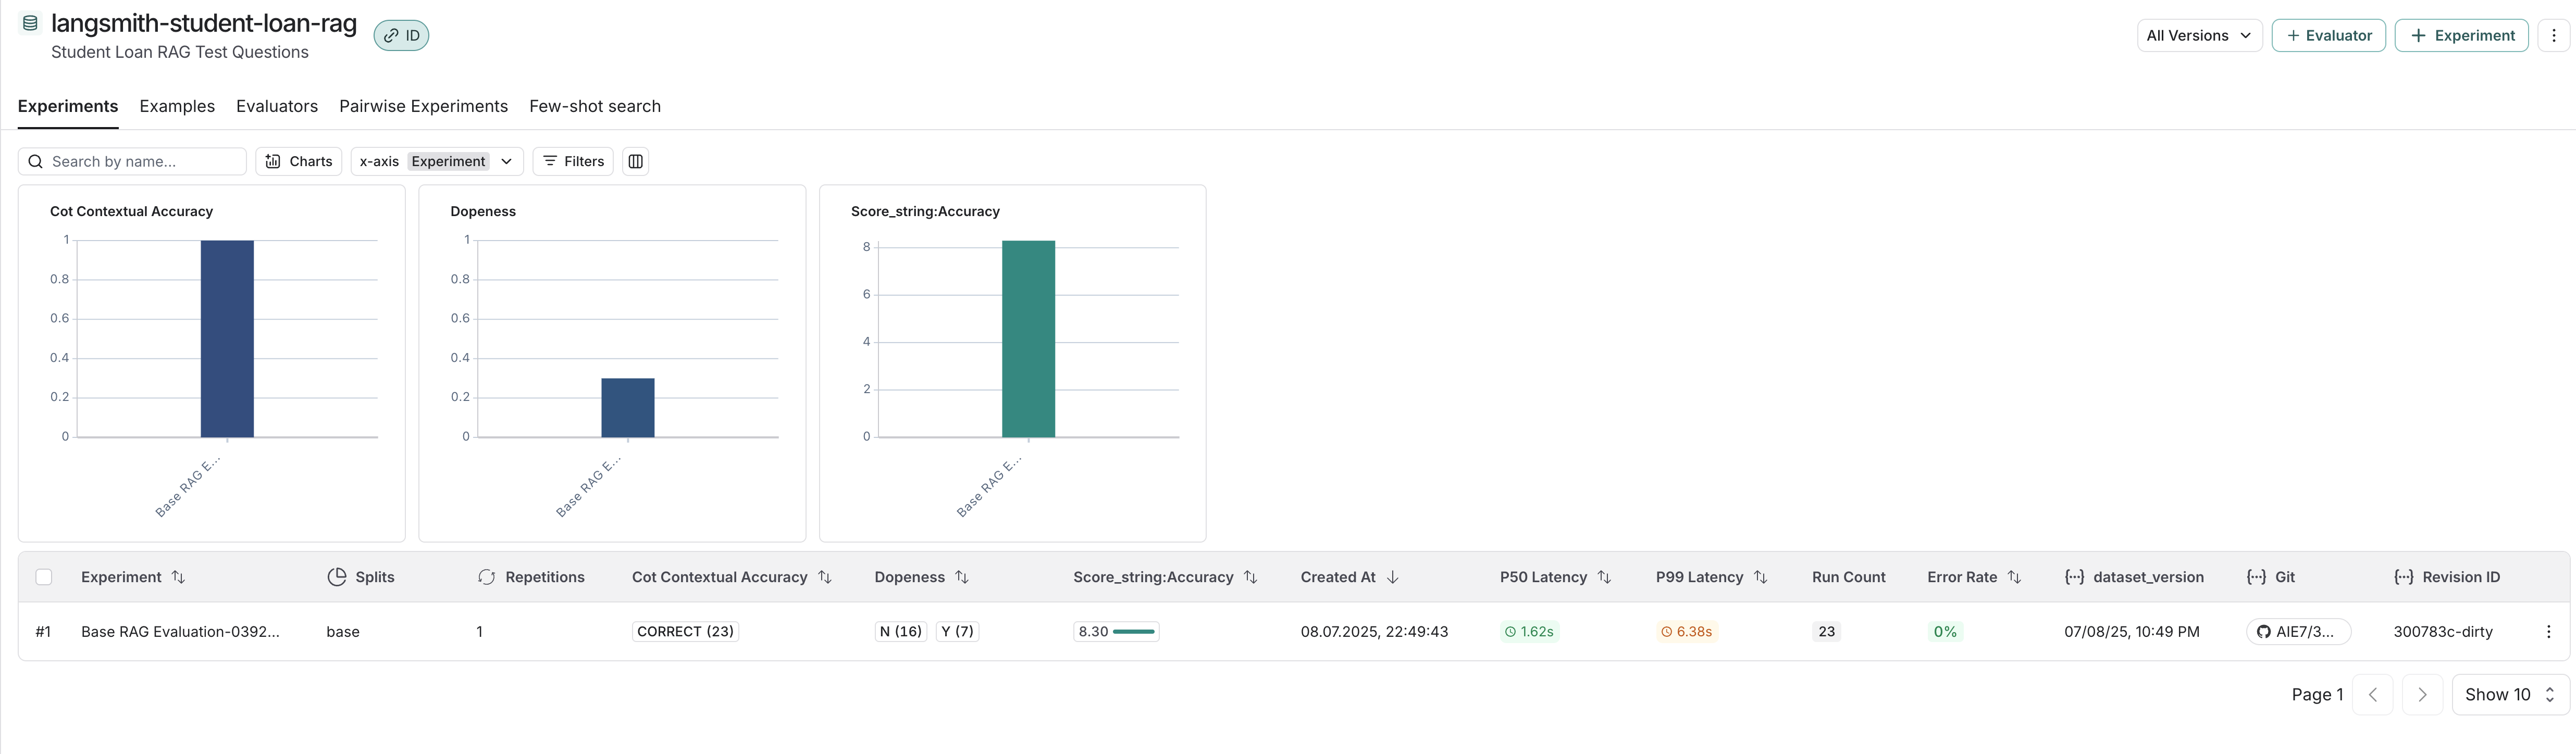 langsmith-student-loan-rag
ID
Student Loan RAG Test Questions
All Versions
+ Evaluator
+ Experiment
Experiments
Examples
Evaluators
Pairwise Experiments
Few-shot search
Search by name...
Charts
x-axis Experiment
Filters
Cot Contextual Accuracy
1
0.8
0.6
0.4
0.2
0
Base RAG E...
Dopeness
1
0.8
0.6
0.4
0.2
0
Base RAG E...
Score_string:Accuracy
8
6
4
2
0
Base RAG E...
Experiment Splits Repetitions Cot Contextual Accuracy Dopeness Score_string:Accuracy Created At P50 Latency P99 Latency Run Count Error Rate {...} dataset_version {...} Git {...} Revision ID
#1 Base RAG Evaluation-0392... base 1 CORRECT (23) N (16) Y (7) 8.30 08.07.2025, 22:49:43 1.62s 6.38s 23 0% 07/08/25, 10:49 PM AIE7/3... 300783c-dirty
Page 1
Show 10